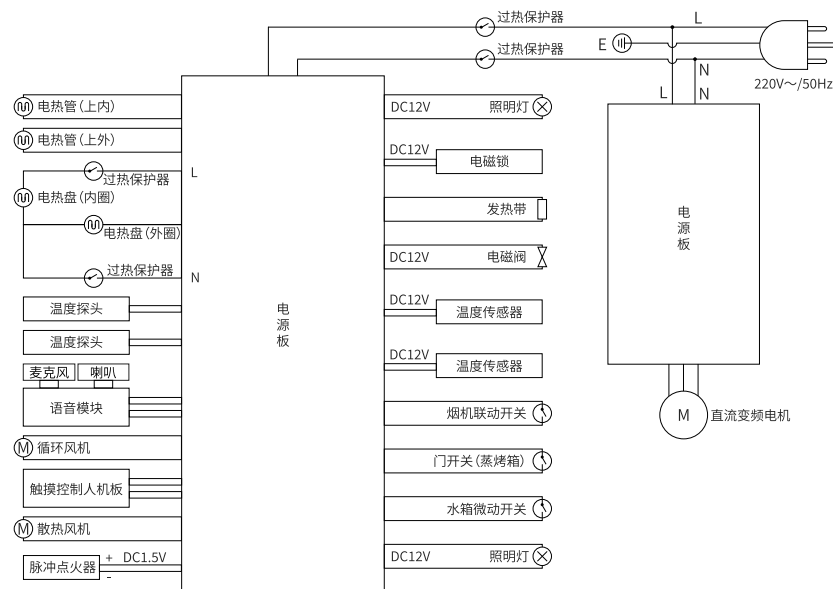 过热保护器
L
E
过热保护器
N
220V～/50Hz
L
N
电热管（上内）
DC12V
照明灯
电热管（上外）
DC12V
电磁锁
过热保护器
L
电热盘（内圈）
发热带
电热盘（外圈）
DC12V
电磁阀
过热保护器
N
电源板
电源板
温度探头
DC12V
温度传感器
温度探头
DC12V
温度传感器
麦克风
喇叭
语音模块
烟机联动开关
M
直流变频电机
M
循环风机
门开关（蒸烤箱）
触摸控制人机板
水箱微动开关
M
散热风机
DC12V
照明灯
脉冲点火器
+
DC1.5V
-